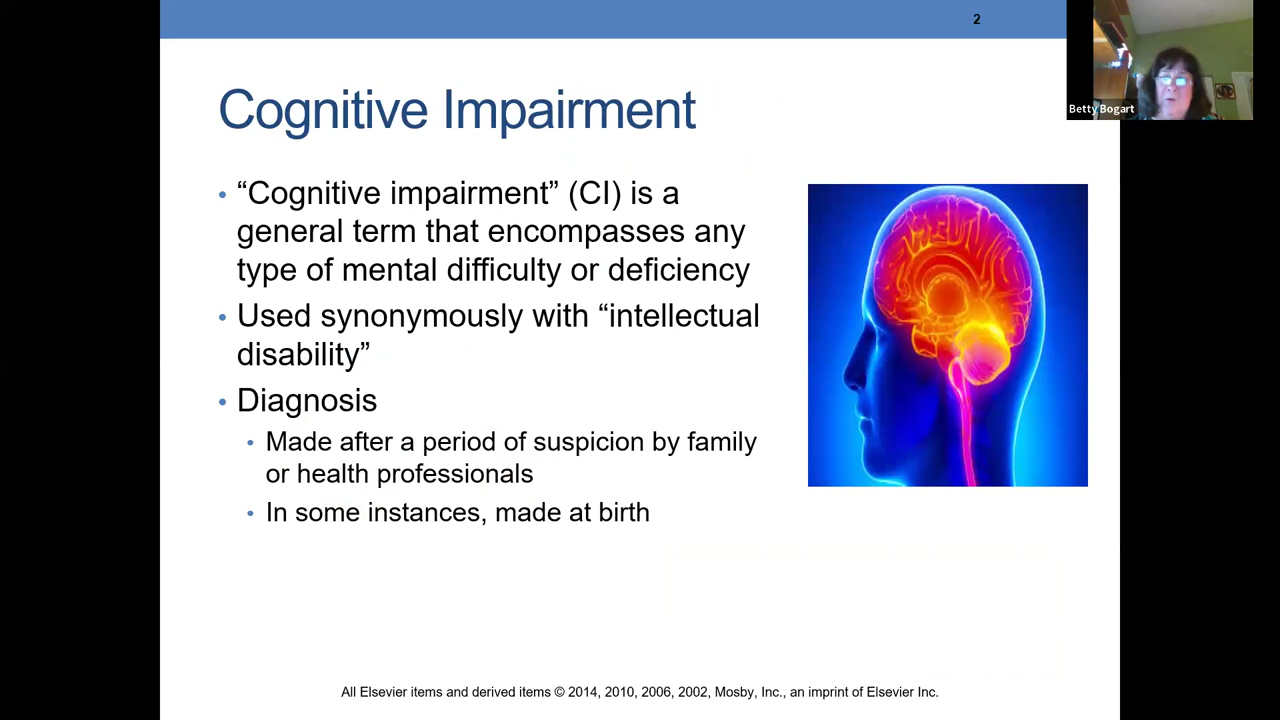 2
Betty Bogart
Cognitive Impairment
• “Cognitive impairment” (CI) is a
general term that encompasses any
type of mental difficulty or deficiency
• Used synonymously with “intellectual
disability”
• Diagnosis
• Made after a period of suspicion by family
or health professionals
• In some instances, made at birth
All Elsevier items and derived items © 2014, 2010, 2006, 2002, Mosby, Inc., an imprint of Elsevier Inc.